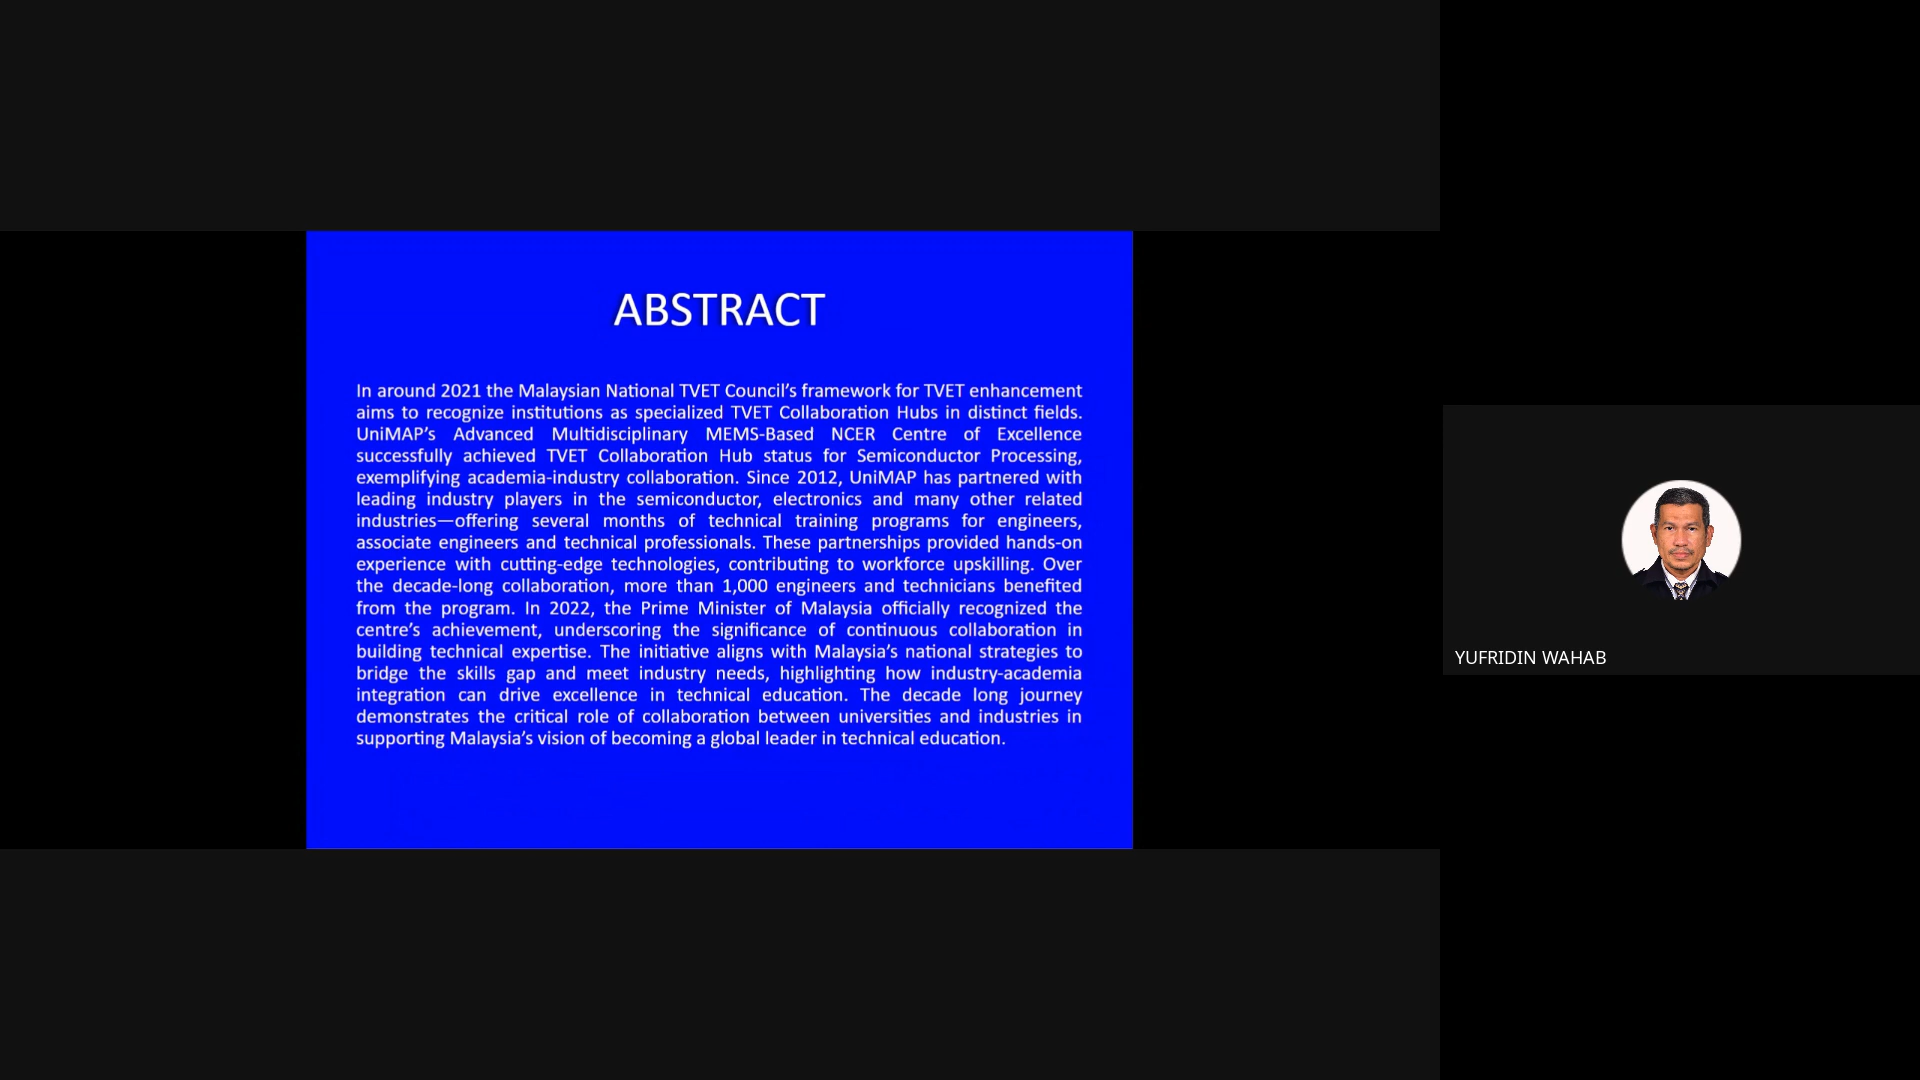 ABSTRACT
In around 2021 the Malaysian National TVET Council’s framework for TVET enhancement
aims to recognize institutions as specialized TVET Collaboration Hubs in distinct fields.
UniMAP’s Advanced Multidisciplinary MEMS-Based NCER Centre of Excellence
successfully achieved TVET Collaboration Hub status for Semiconductor Processing,
exemplifying academia-industry collaboration. Since 2012, UniMAP has partnered with
leading industry players in the semiconductor, electronics and many other related
industries—offering several months of technical training programs for engineers,
associate engineers and technical professionals. These partnerships provided hands-on
experience with cutting-edge technologies, contributing to workforce upskilling. Over
the decade-long collaboration, more than 1,000 engineers and technicians benefited
from the program. In 2022, the Prime Minister of Malaysia officially recognized the
centre’s achievement, underscoring the significance of continuous collaboration in
building technical expertise. The initiative aligns with Malaysia’s national strategies to
bridge the skills gap and meet industry needs, highlighting how industry-academia
integration can drive excellence in technical education. The decade long journey
demonstrates the critical role of collaboration between universities and industries in
supporting Malaysia’s vision of becoming a global leader in technical education.
YUFRIDIN WAHAB